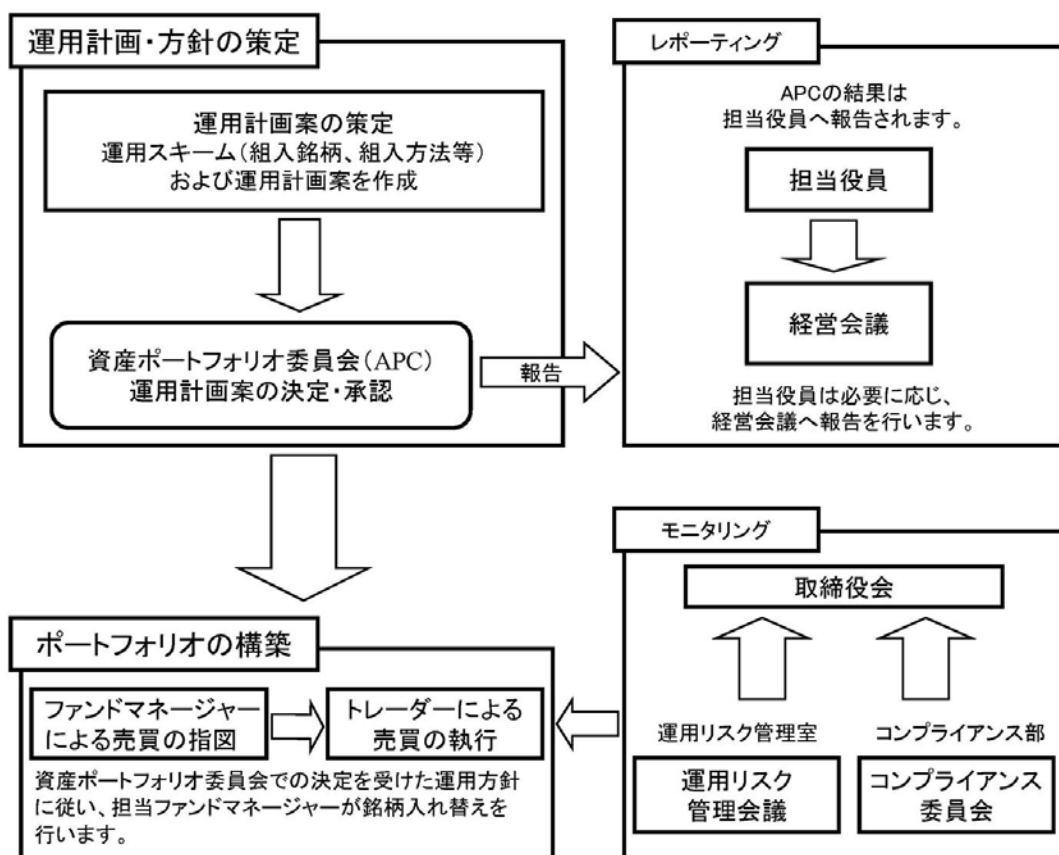 運用計画・方針の策定
運用計画案の策定
運用スキーム(組入銘柄、組入方法等)
および運用計画案を作成
資産ポートフォリオ委員会(APC)
運用計画案の決定・承認
報告
レポーティング
APCの結果は
担当役員へ報告されます。
担当役員
経営会議
担当役員は必要に応じ、
経営会議へ報告を行います。
ポートフォリオの構築
ファンドマネージャー
による売買の指図
トレーダーによる
売買の執行
資産ポートフォリオ委員会での決定を受けた運用方針
に従い、担当ファンドマネージャーが銘柄入れ替えを
行います。
モニタリング
取締役会
運用リスク管理室
運用リスク
管理会議
コンプライアンス部
コンプライアンス
委員会